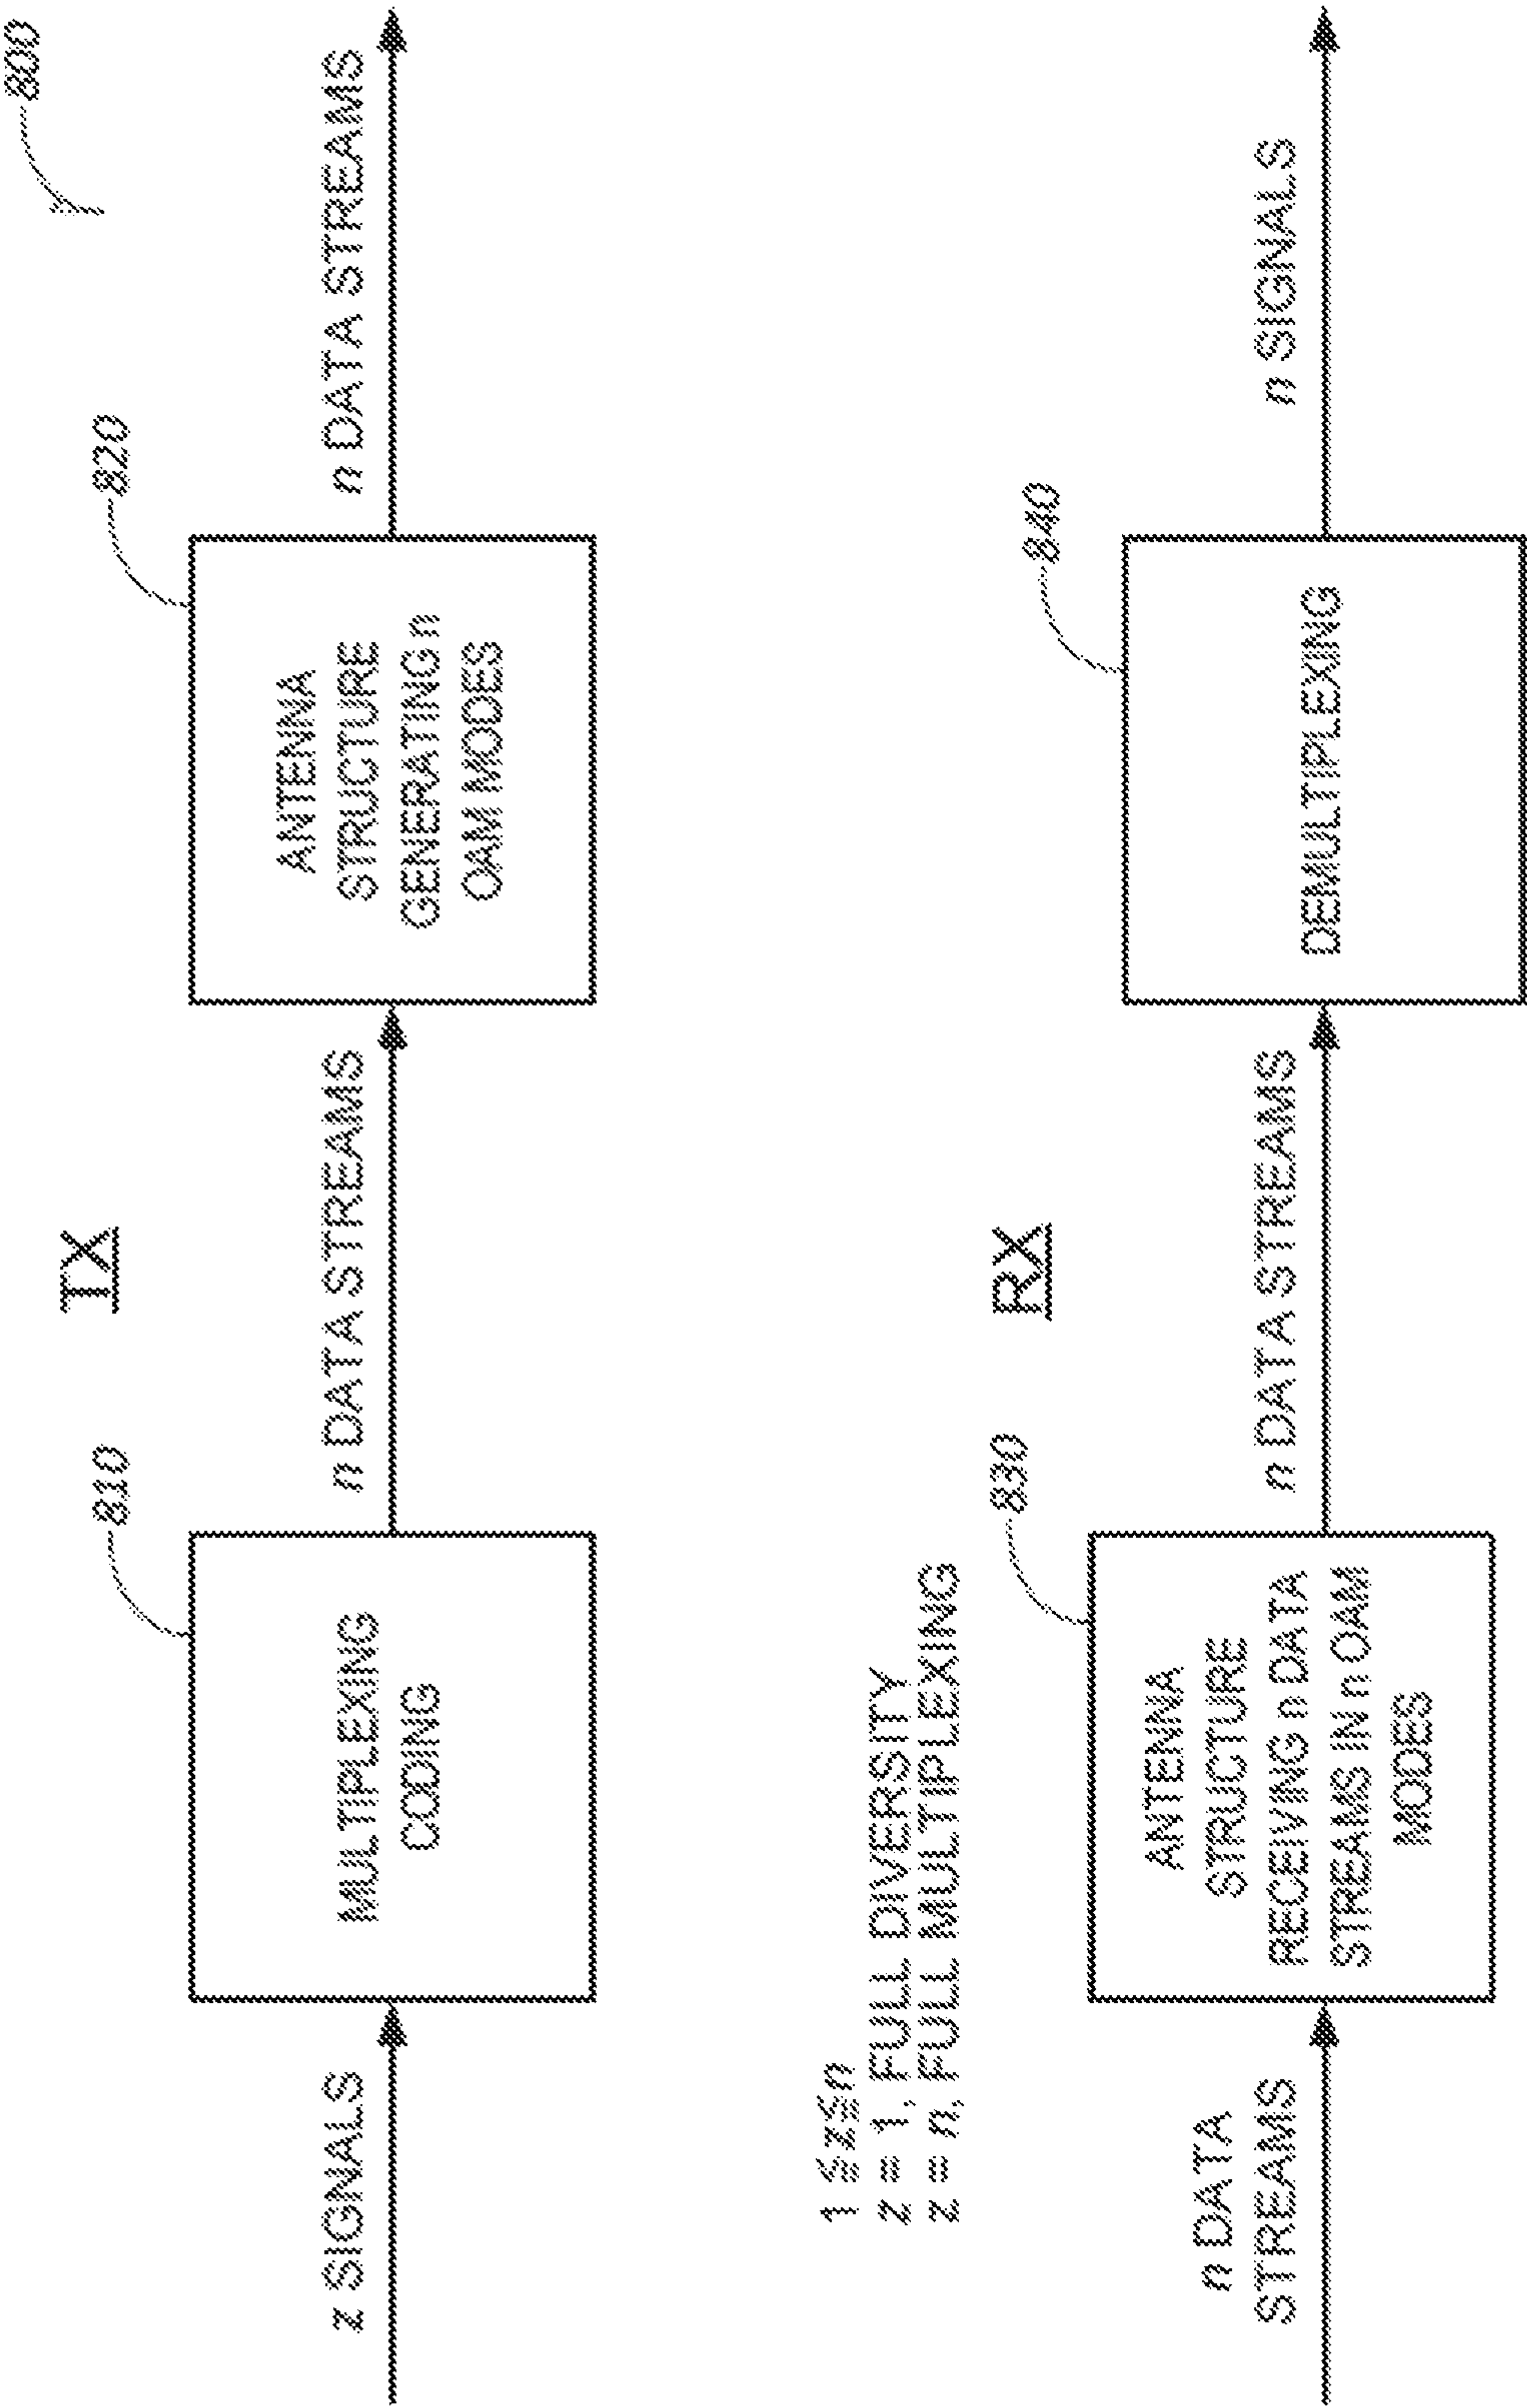 800
TX
810
820
z SIGNALS
MULTIPLEXING
CODING
n DATA STREAMS
ANTENNA
STRUCTURE
GENERATING n
OAM MODES
n DATA STREAMS
1 ≤ z ≤ n
z = 1, FULL DIVERSITY
z = n, FULL MULTIPLEXING
RX
830
840
n DATA
STREAMS
ANTENNA
STRUCTURE
RECEIVING n DATA
STREAMS IN n OAM
MODES
n DATA STREAMS
DEMULTIPLEXING
n SIGNALS